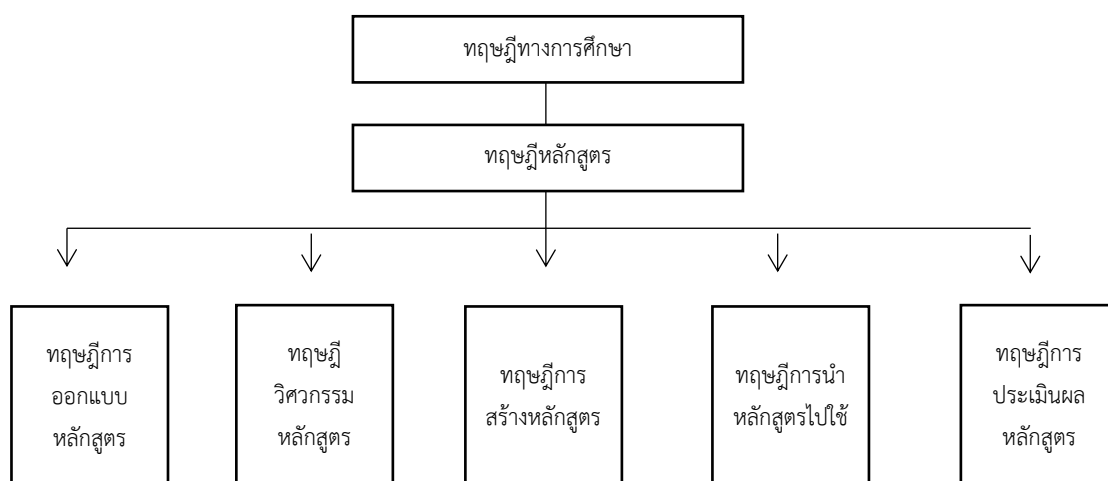 ทฤษฎีทางการศึกษา
ทฤษฎีหลักสูตร
ทฤษฎีการ
ออกแบบ
หลักสูตร
ทฤษฎี
วิศวกรรม
หลักสูตร
ทฤษฎีการ
สร้างหลักสูตร
ทฤษฎีการนำ
หลักสูตรไปใช้
ทฤษฎีการ
ประเมินผล
หลักสูตร